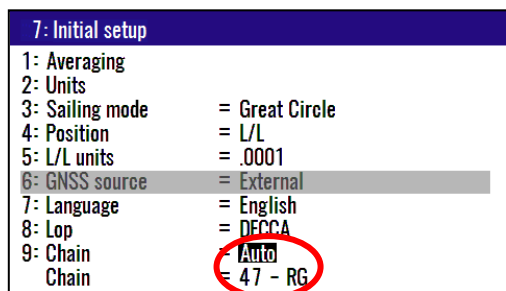 7: Initial setup
1: Averaging
2: Units
3: Sailing mode = Great Circle
4: Position = L/L
5: L/L units = .0001
6: GNSS source = External
7: Language = English
8: Lop = DECCA
9: Chain = Auto
Chain = 47 - RG